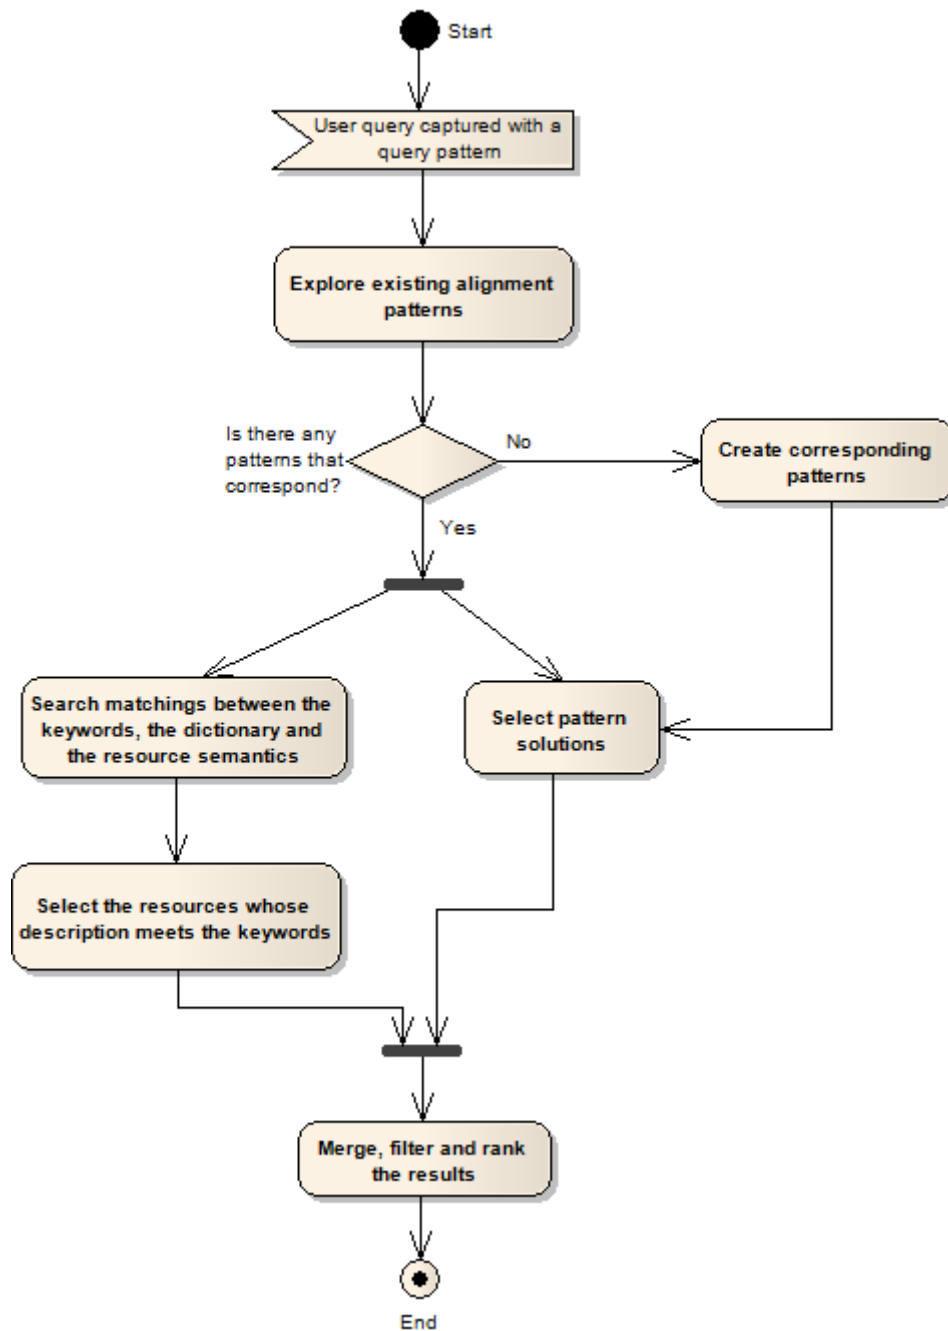 Start
User query captured with a
query pattern
Explore existing alignment
patterns
Is there any
patterns that
correspond?
No
Create corresponding
patterns
Yes
Search matchings between the
keywords, the dictionary and
the resource semantics
Select pattern
solutions
Select the resources whose
description meets the keywords
Merge, filter and rank
the results
End